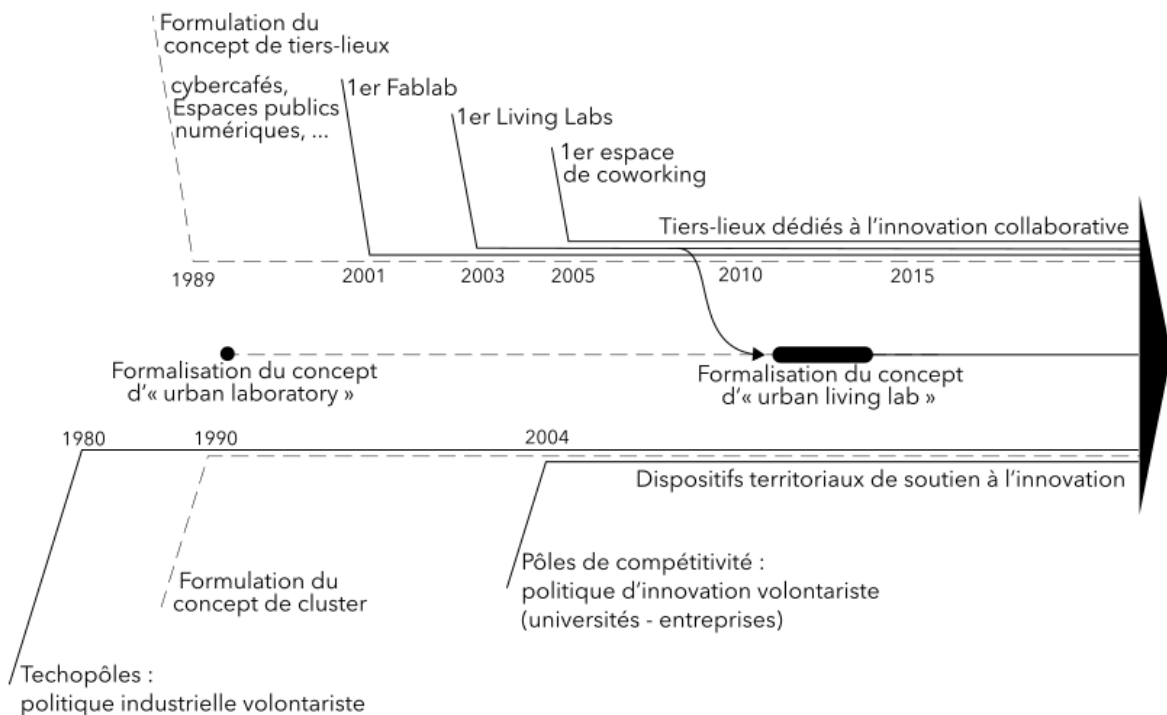 Formulation du
concept de tiers-lieux
cybercafés,
Espaces publics
numériques, ...
1er Fablab
1er Living Labs
1er espace
de coworking
Tiers-lieux dédiés à l'innovation collaborative
1989
2001
2003
2005
2010
2015
Formalisation du concept
d'« urban laboratory »
Formalisation du concept
d'« urban living lab »
1980
1990
2004
Dispositifs territoriaux de soutien à l'innovation
Formulation du
concept de cluster
Pôles de compétitivité :
politique d'innovation volontariste
(universités - entreprises)
Techopôles :
politique industrielle volontariste